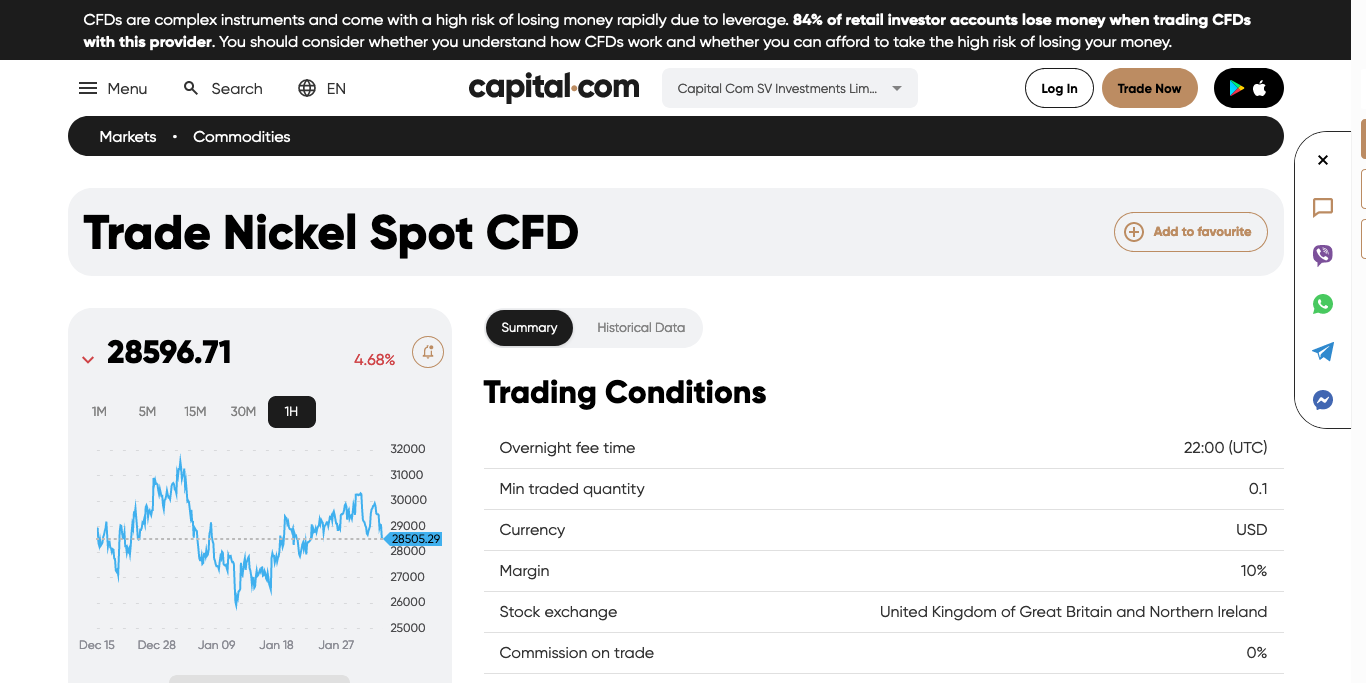 CFDs are complex instruments and come with a high risk of losing money rapidly due to leverage. 84% of retail investor accounts lose money when trading CFDs
with this provider. You should consider whether you understand how CFDs work and whether you can afford to take the high risk of losing your money.
Menu Search EN capital.com Capital Com SV Investments Lim... Log In Trade Now
Markets • Commodities
Trade Nickel Spot CFD
Add to favourite
28596.71 4.68%
1M 5M 15M 30M 1H
32000
31000
30000
29000
28505.29
28000
27000
26000
25000
Dec 15 Dec 28 Jan 09 Jan 18 Jan 27
Summary Historical Data
Trading Conditions
Overnight fee time 22:00 (UTC)
Min traded quantity 0.1
Currency USD
Margin 10%
Stock exchange United Kingdom of Great Britain and Northern Ireland
Commission on trade 0%